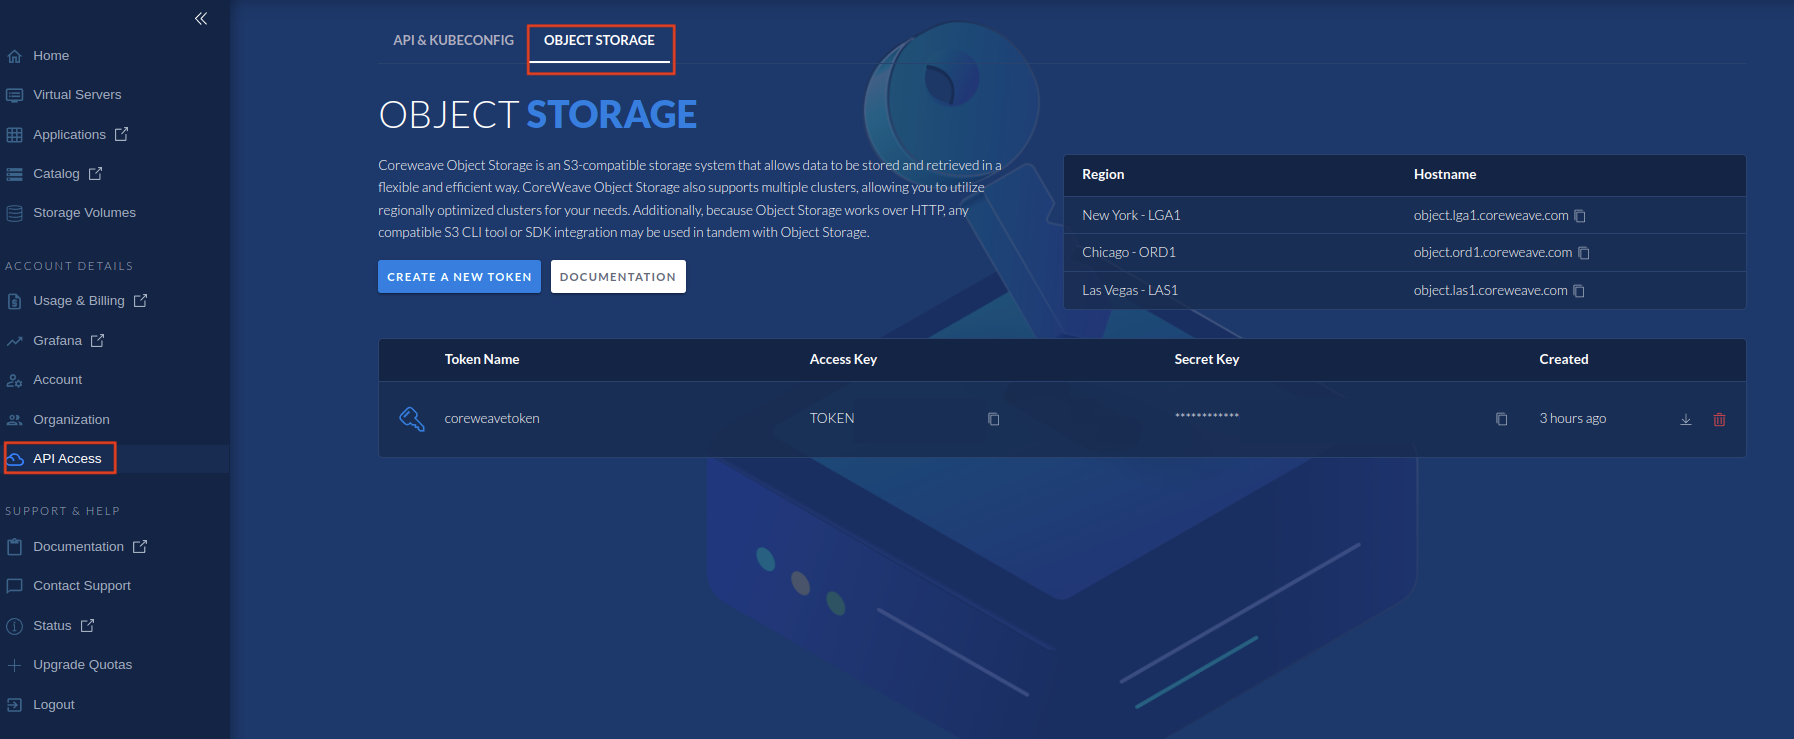 Home
Virtual Servers
Applications
Catalog
Storage Volumes
ACCOUNT DETAILS
Usage & Billing
Grafana
Account
Organization
API Access
SUPPORT & HELP
Documentation
Contact Support
Status
Upgrade Quotas
Logout
API & KUBECONFIG OBJECT STORAGE
OBJECT STORAGE
Coreweave Object Storage is an S3-compatible storage system that allows data to be stored and retrieved in a
flexible and efficient way. CoreWeave Object Storage also supports multiple clusters, allowing you to utilize
regionally optimized clusters for your needs. Additionally, because Object Storage works over HTTP, any
compatible S3 CLI tool or SDK integration may be used in tandem with Object Storage.
CREATE A NEW TOKEN DOCUMENTATION
Region Hostname
New York - LGA1 object.lga1.coreweave.com
Chicago - ORD1 object.ord1.coreweave.com
Las Vegas - LAS1 object.las1.coreweave.com
Token Name Access Key Secret Key Created
coreweavetoken TOKEN ************ 3 hours ago